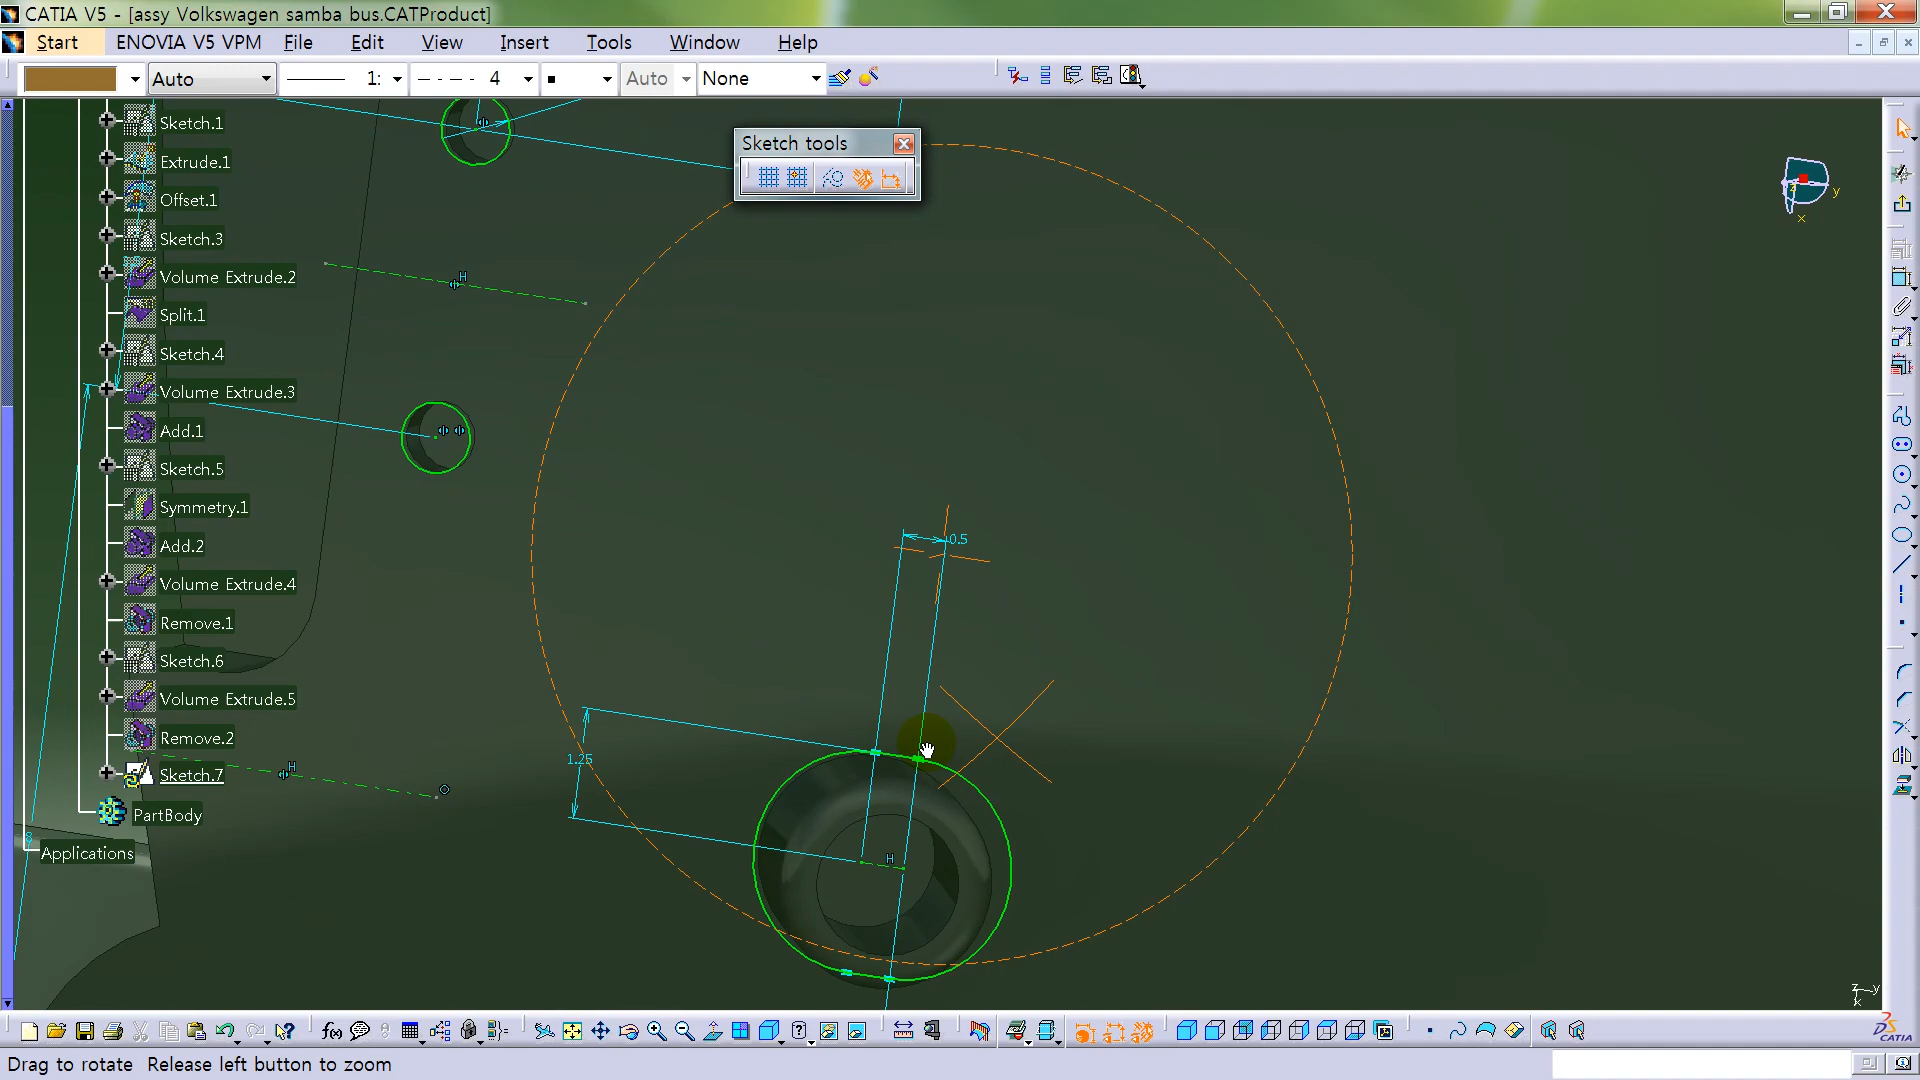 CATIA V5 - [assy Volkswagen samba bus.CATProduct]
Start ENOVIA V5 VPM File Edit View Insert Tools Window Help
Auto 1: 4 Auto None
Sketch tools
Sketch.1
Extrude.1
Offset.1
Sketch.3
Volume Extrude.2
Split.1
Sketch.4
Volume Extrude.3
Add.1
Sketch.5
Symmetry.1
Add.2
Volume Extrude.4
Remove.1
Sketch.6
Volume Extrude.5
Remove.2
Sketch.7
PartBody
Applications
H
H
H
0.5
1.25
8
y
x
z
y
x
f(x)
CATIA
Drag to rotate Release left button to zoom